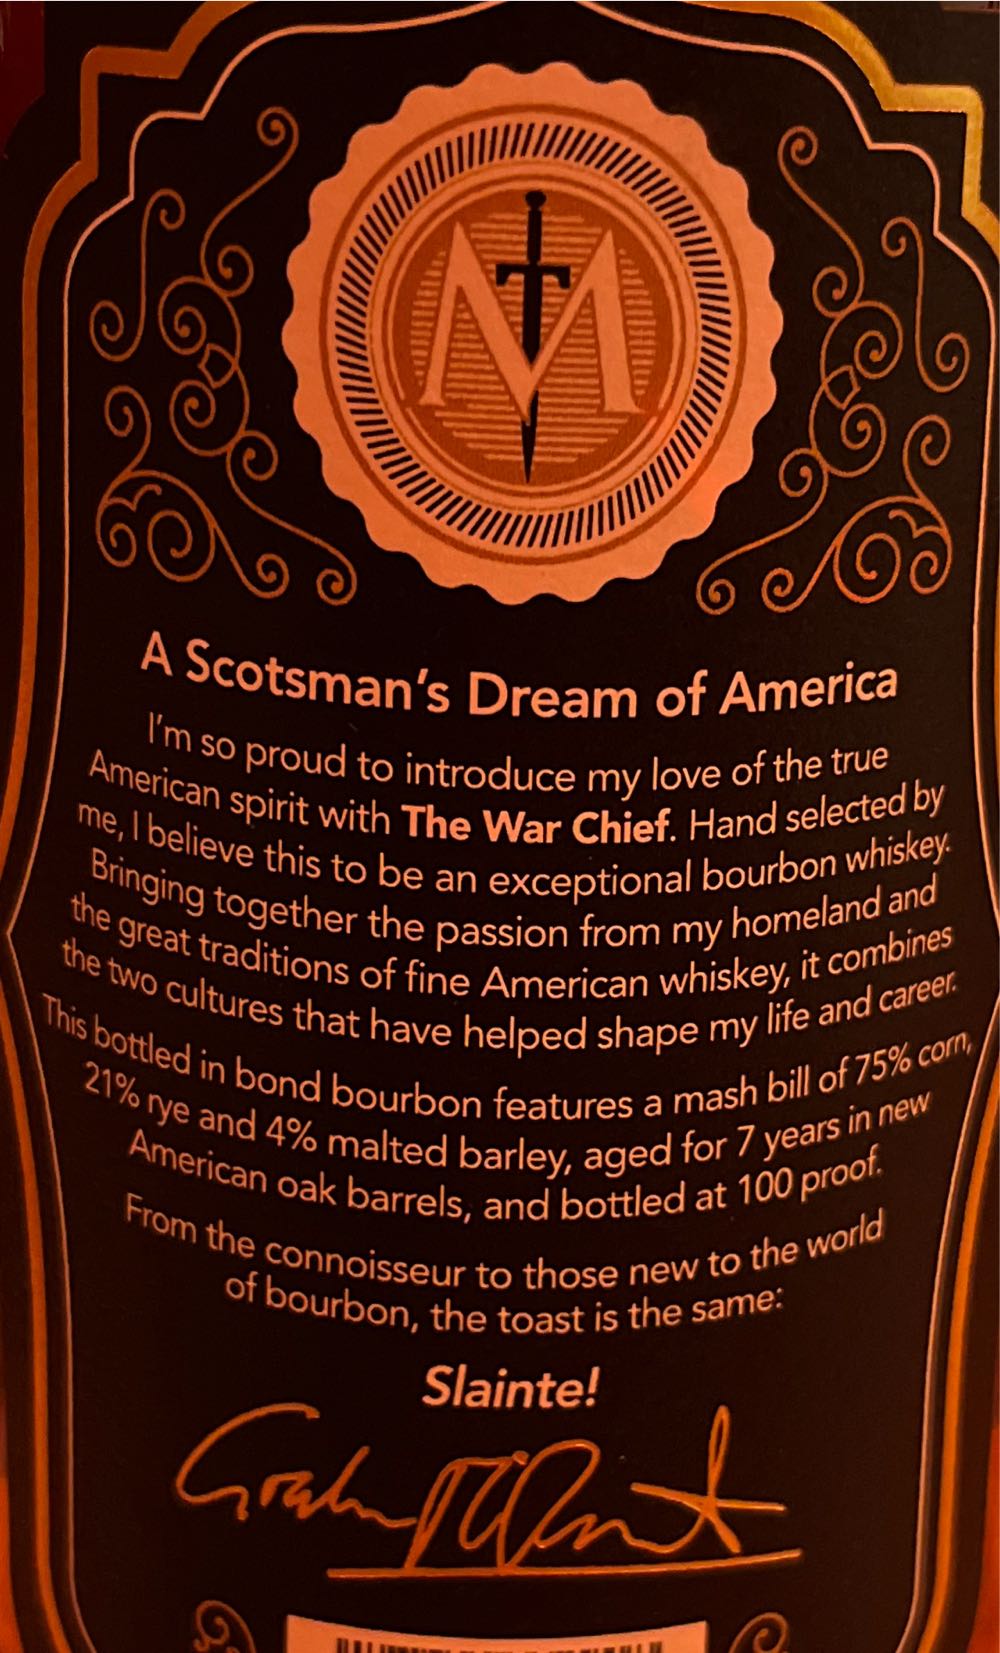 M
A Scotsman's Dream of America
I'm so proud to introduce my love of the true
American spirit with The War Chief. Hand selected by
me, I believe this to be an exceptional bourbon whiskey.
Bringing together the passion from my homeland and
the great traditions of fine American whiskey, it combines
the two cultures that have helped shape my life and career.
This bottled in bond bourbon features a mash bill of 75% corn,
21% rye and 4% malted barley, aged for 7 years in new
American oak barrels, and bottled at 100 proof.
From the connoisseur to those new to the world
of bourbon, the toast is the same:
Slainte!
Graham